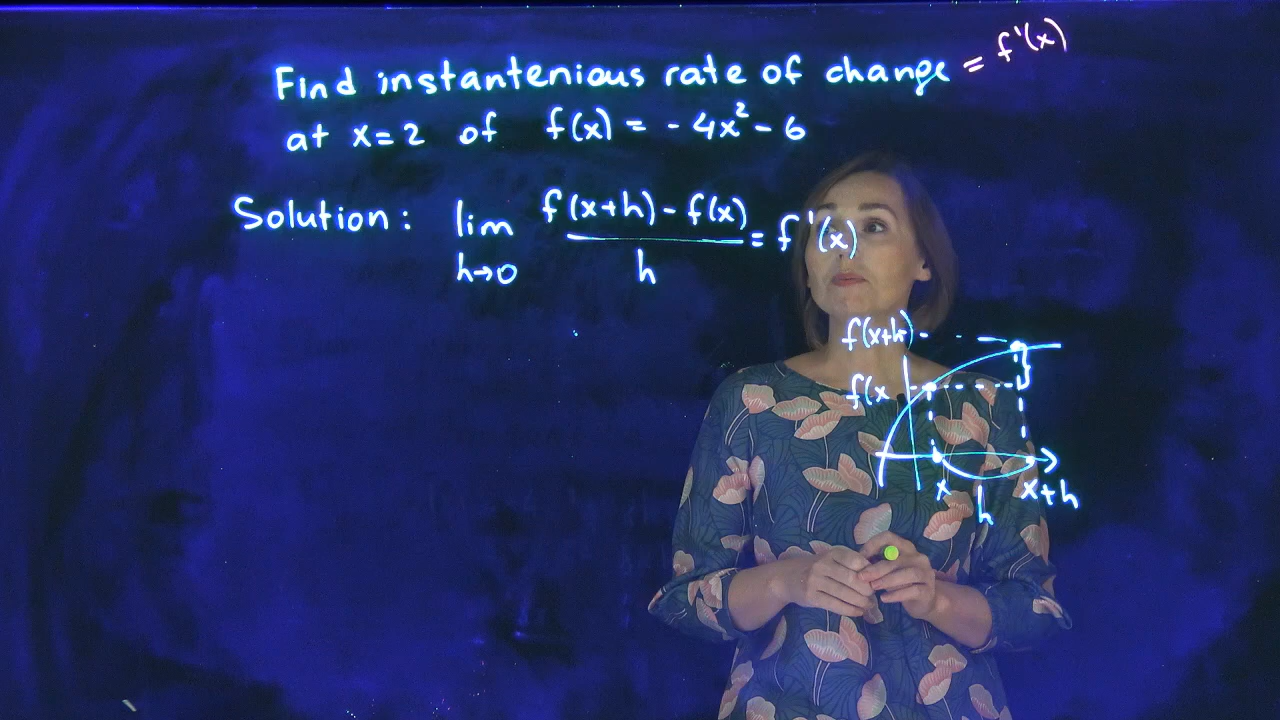 Find instantenious rate of change = f'(x)
at x=2 of f(x) = -4x² - 6
Solution: lim h→0 f(x+h) - f(x) / h = f'(x)
f(x+h)
f(x
x
h
x+h